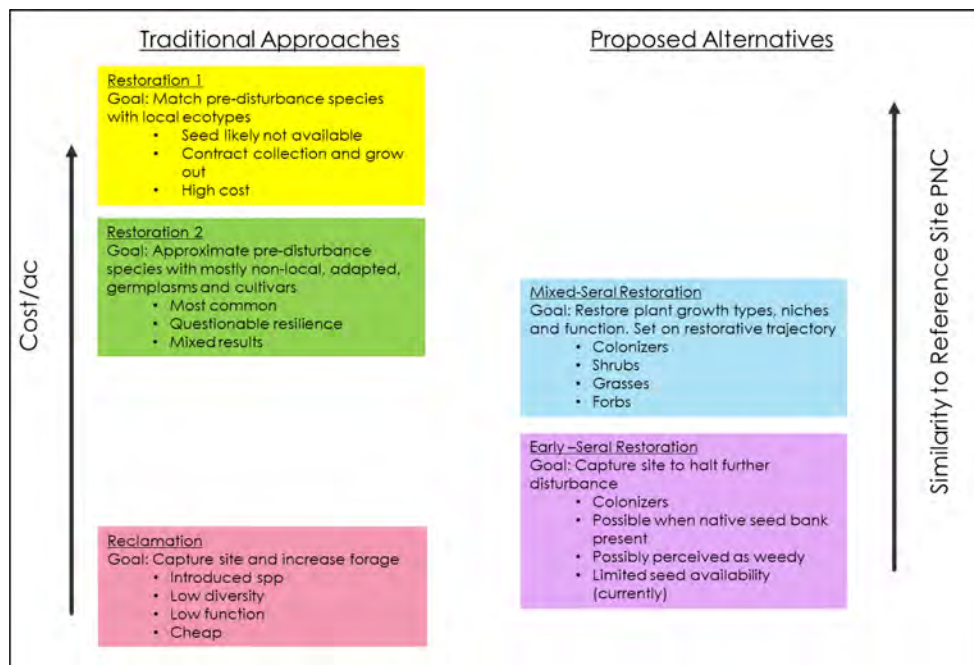 Traditional Approaches
Proposed Alternatives
Cost/ac
Restoration 1
Goal: Match pre-disturbance species
with local ecotypes
• Seed likely not available
• Contract collection and grow
out
• High cost
Restoration 2
Goal: Approximate pre-disturbance
species with mostly non-local, adapted,
germplasms and cultivars
• Most common
• Questionable resilience
• Mixed results
Reclamation
Goal: Capture site and increase forage
• Introduced spp
• Low diversity
• Low function
• Cheap
Mixed-Seral Restoration
Goal: Restore plant growth types, niches
and function. Set on restorative trajectory
• Colonizers
• Shrubs
• Grasses
• Forbs
Early –Seral Restoration
Goal: Capture site to halt further
disturbance
• Colonizers
• Possible when native seed bank
present
• Possibly perceived as weedy
• Limited seed availability
(currently)
Similarity to Reference Site PNC